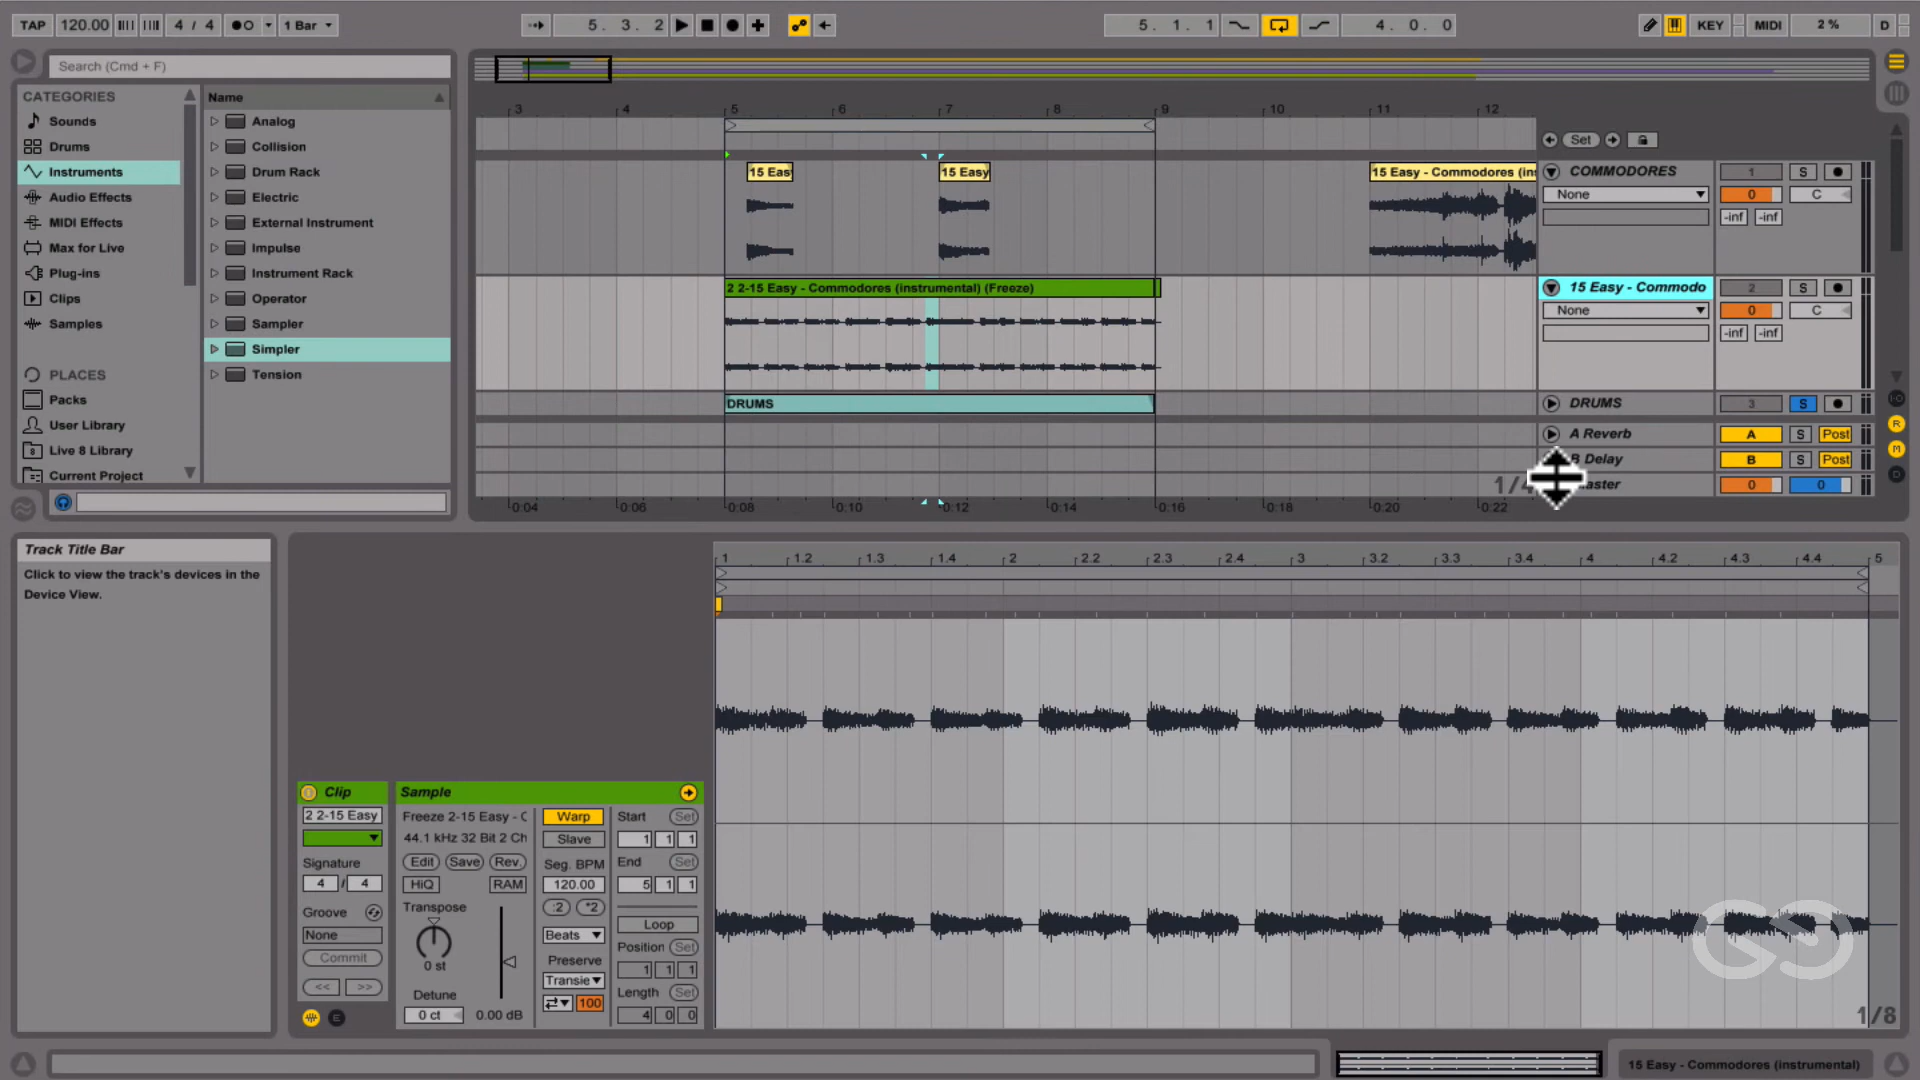 TAP 120.00 4 / 4 1 Bar 5. 3. 2 5. 1. 1 4. 0. 0 KEY MIDI 2 % D
Search (Cmd + F)
CATEGORIES
Sounds
Drums
Instruments
Audio Effects
MIDI Effects
Max for Live
Plug-ins
Clips
Samples
PLACES
Packs
User Library
Live 8 Library
Current Project
Name
Analog
Collision
Drum Rack
Electric
External Instrument
Impulse
Instrument Rack
Operator
Sampler
Simpler
Tension
3 4 5 6 7 8 9 10 11 12
Set
15 Eas 15 Easy 15 Easy - Commodores (ins
COMMODORES 1 S
None 0 C
-inf -inf
2 2-15 Easy - Commodores (instrumental) (Freeze)
15 Easy - Commodo 2 S
None 0 C
-inf -inf
DRUMS
DRUMS 3 S
A Reverb A S Post
B Delay B S Post
0 0
0:04 0:08 0:10 0:12 0:14 0:16 0:18 0:20 0:22
R
M
D
Track Title Bar
Click to view the track's devices in the
Device View.
1 1.2 1.3 1.4 2 2.2 2.3 2.4 3 3.2 3.3 3.4 4 4.2 4.3 4.4 5
Clip
2 2-15 Easy
Signature
4 / 4
Groove
None
Commit
<< >>
E
Sample
Freeze 2-15 Easy - C
44.1 kHz 32 Bit 2 Ch
Edit Save Rev.
HiQ RAM
Transpose
0 st
Detune
0 ct 0.00 dB
Warp
Slave
Seg. BPM
120.00
:2 *2
Beats
Preserve
Transie
100
Start Set
1 1 1
End Set
5 1 1
Loop
Position Set
1 1 1
Length Set
4 0 0
1/8
15 Easy - Commodores (instrumental)